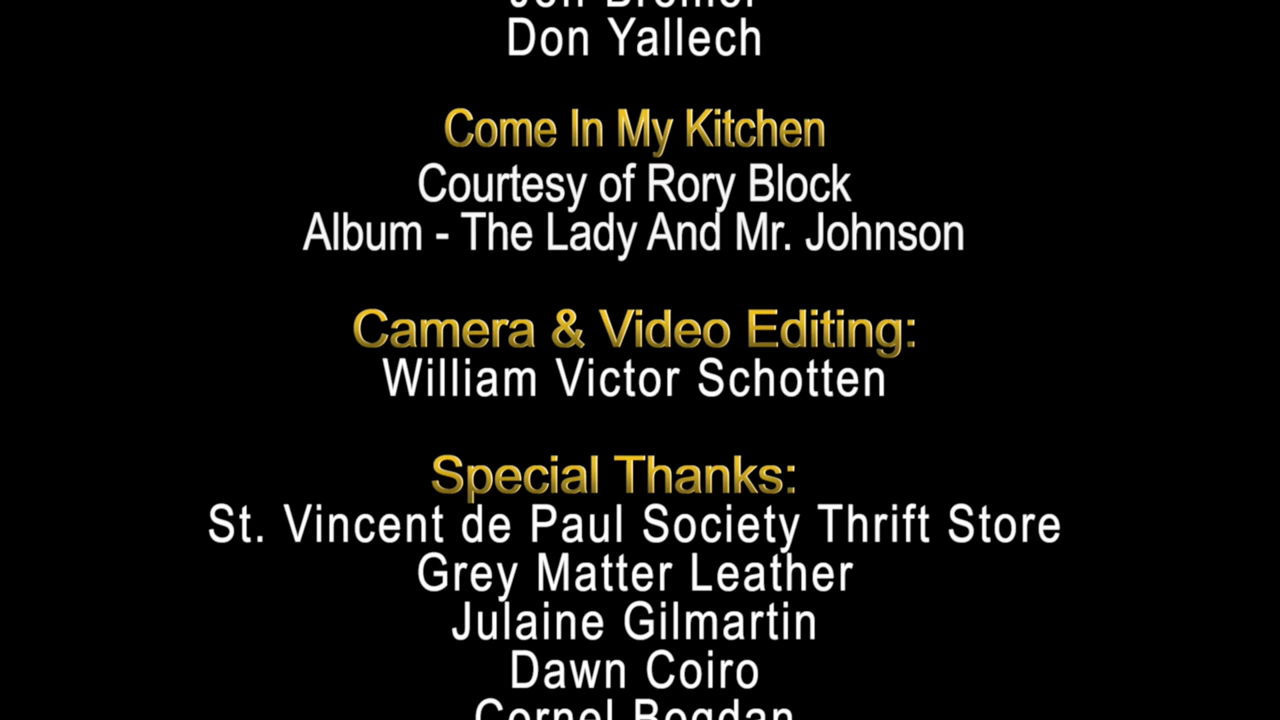 Don Yallech
Come In My Kitchen
Courtesy of Rory Block
Album - The Lady And Mr. Johnson
Camera & Video Editing:
William Victor Schotten
Special Thanks:
St. Vincent de Paul Society Thrift Store
Grey Matter Leather
Julaine Gilmartin
Dawn Coiro
Cornel Bogdan